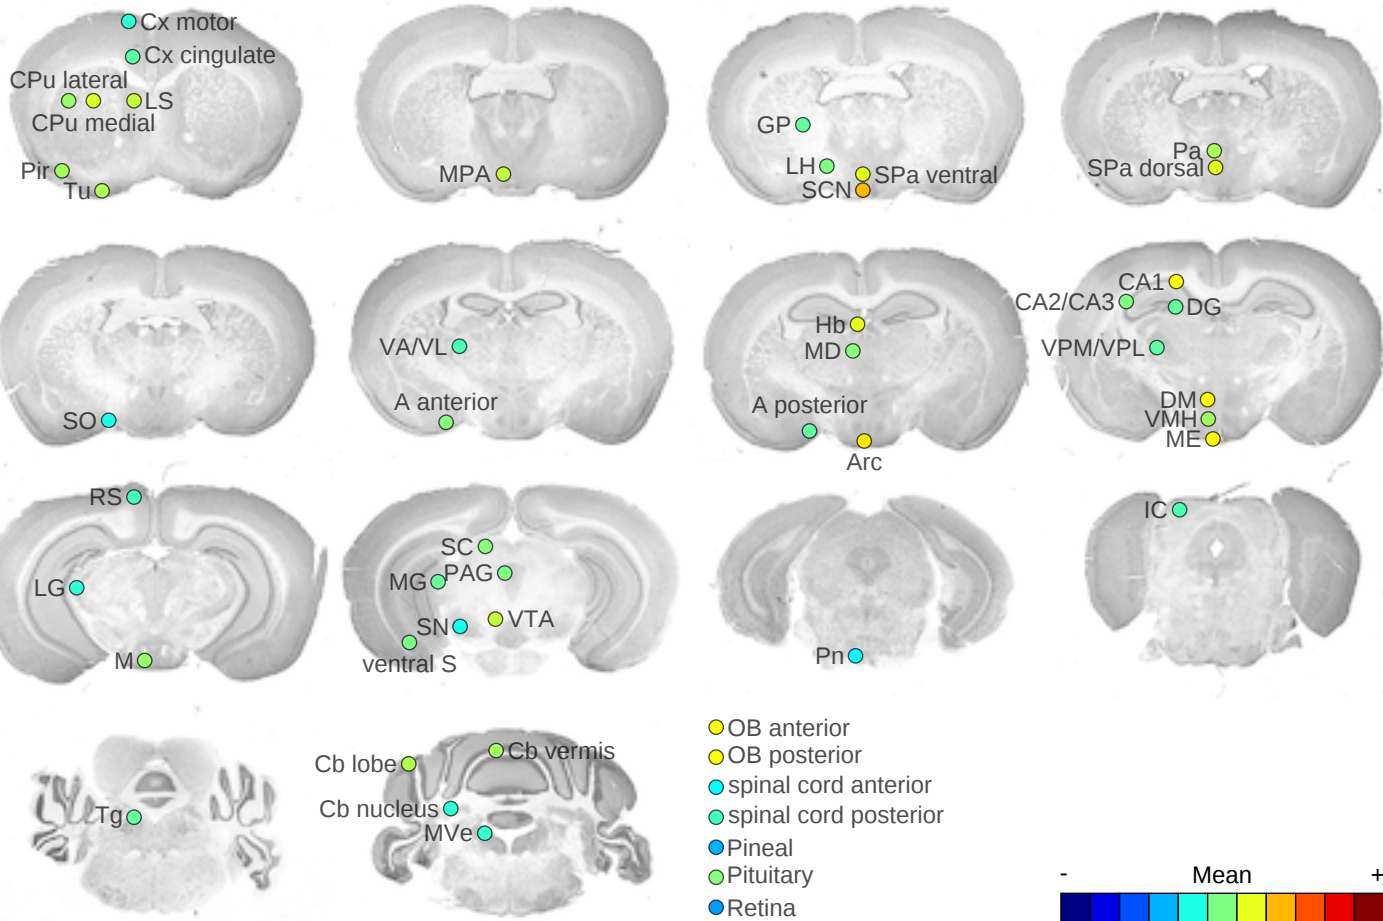 Cx motor
Cx cingulate
CPu lateral
LS
CPu medial
Pir
Tu
MPA
GP
LH
SPa ventral
SCN
Pa
SPa dorsal
SO
VA/VL
A anterior
Hb
MD
A posterior
Arc
CA1
CA2/CA3
DG
VPM/VPL
DM
VMH
ME
RS
LG
M
SC
PAG
MG
SN
VTA
ventral S
Pn
IC
Tg
Cb vermis
Cb lobe
Cb nucleus
MVe
OB anterior
OB posterior
spinal cord anterior
spinal cord posterior
Pineal
Pituitary
Retina
- Mean +